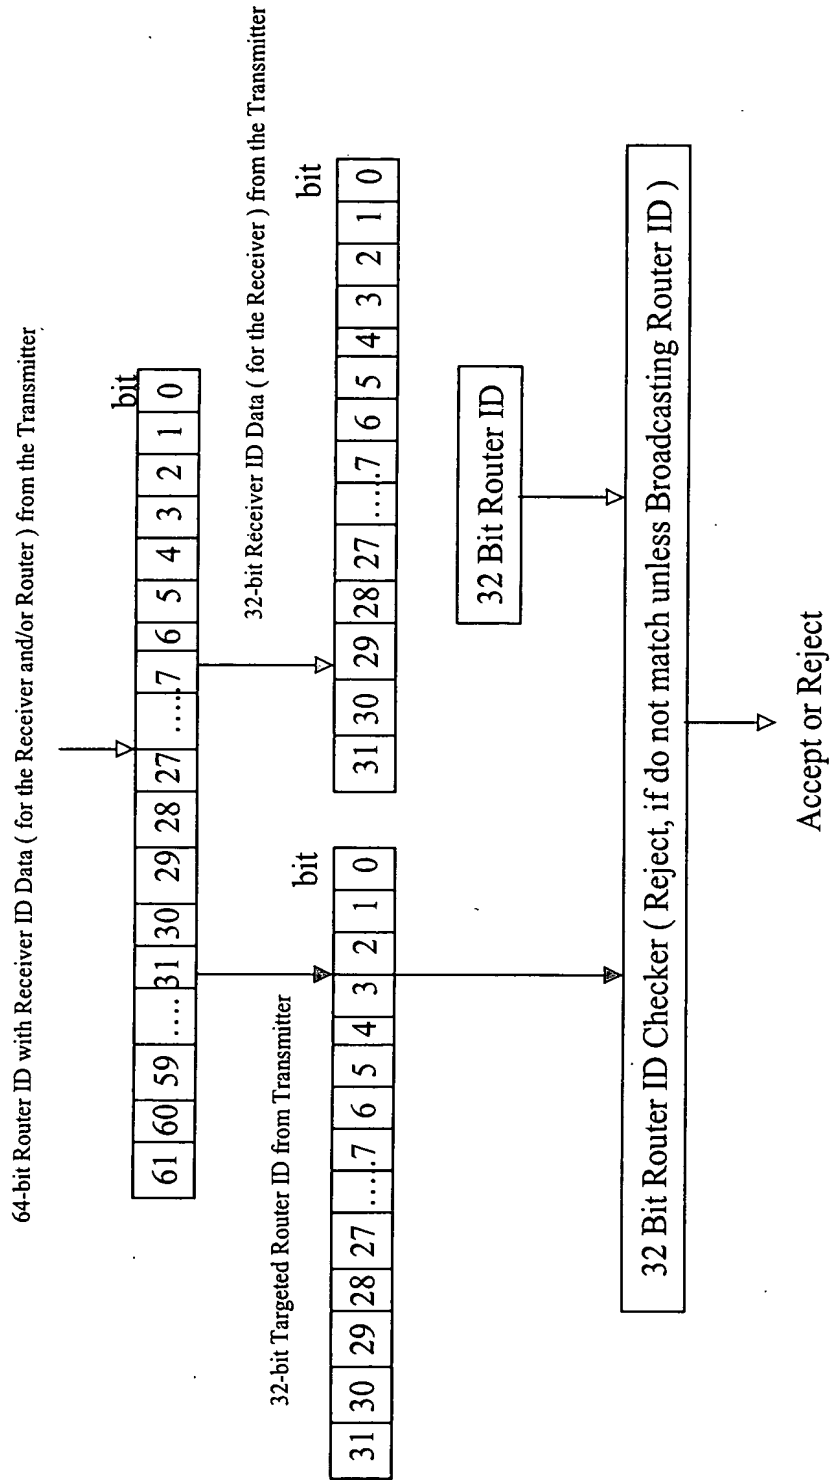 64-bit Router ID with Receiver ID Data ( for the Receiver and/or Router ) from the Transmitter
bit
61 60 59 .... 31 30 29 28 27 .....7 6 5 4 3 2 1 0
32-bit Targeted Router ID from Transmitter
bit
31 30 29 28 27 .....7 6 5 4 3 2 1 0
32-bit Receiver ID Data ( for the Receiver ) from the Transmitter
bit
31 30 29 28 27 .....7 6 5 4 3 2 1 0
32 Bit Router ID
32 Bit Router ID Checker ( Reject, if do not match unless Broadcasting Router ID )
Accept or Reject